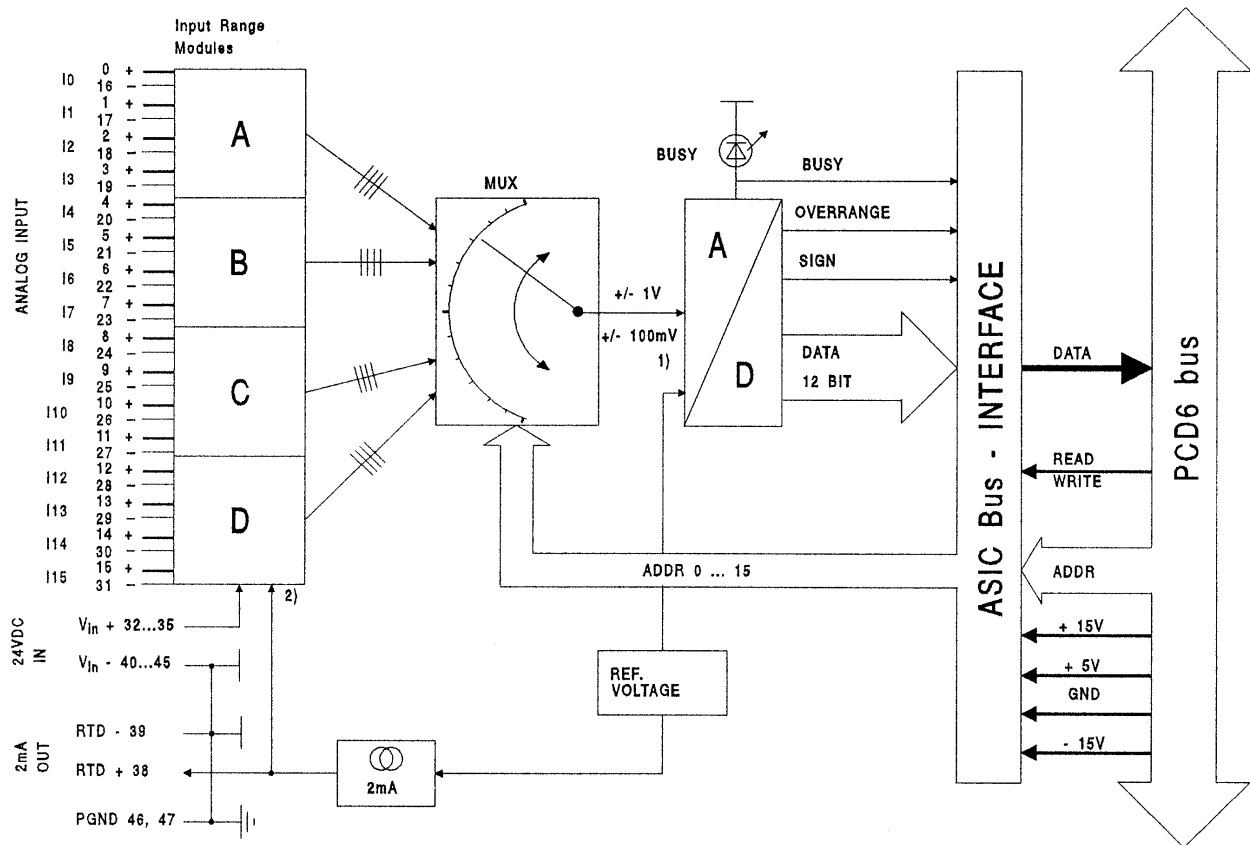 Input Range
Modules
ANALOG INPUT
I0 0 +
16 -
I1 1 +
17 -
I2 2 +
18 -
I3 3 +
19 -
I4 4 +
20 -
I5 5 +
21 -
I6 6 +
22 -
I7 7 +
23 -
I8 8 +
24 -
I9 9 +
25 -
I10 10 +
26 -
I11 11 +
27 -
I12 12 +
28 -
I13 13 +
29 -
I14 14 +
30 -
I15 15 +
31 -
A
B
C
D
2)
MUX
+/- 1V
+/- 100mV
1)
BUSY
A
D
BUSY
OVERRANGE
SIGN
DATA
12 BIT
ADDR 0 ... 15
ASIC Bus - INTERFACE
DATA
READ
WRITE
ADDR
+ 15V
+ 5V
GND
- 15V
PCD6 bus
24VDC
IN
Vin + 32...35
Vin - 40...45
2mA
OUT
RTD - 39
RTD + 38
PGND 46, 47
2mA
REF.
VOLTAGE